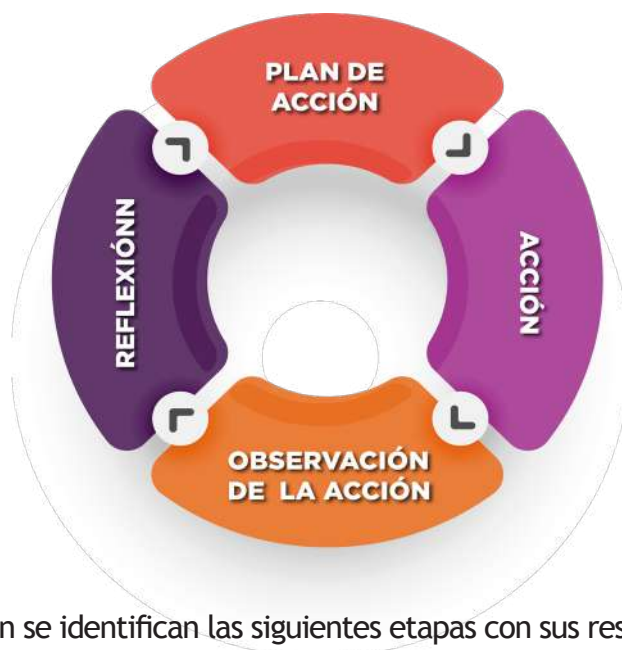 PLAN DE
ACCIÓN
ACCIÓN
OBSERVACIÓN
DE LA ACCIÓN
REFLEXIÓNN
n se identifican las siguientes etapas con sus res